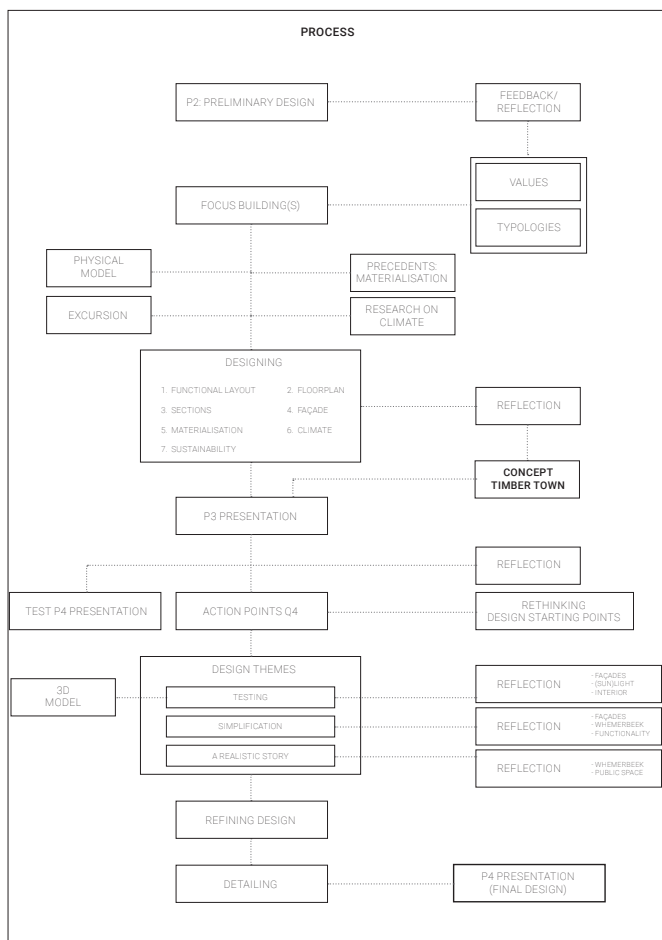 PROCESS
P2: PRELIMINARY DESIGN
FEEDBACK/
REFLECTION
VALUES
FOCUS BUILDING(S)
TYPOLOGIES
PHYSICAL
MODEL
PRECEDENTS:
MATERIALISATION
EXCURSION
RESEARCH ON
CLIMATE
DESIGNING
1. FUNCTIONAL LAYOUT
2. FLOORPLAN
3. SECTIONS
4. FAÇADE
5. MATERIALISATION
6. CLIMATE
7. SUSTAINABILITY
REFLECTION
CONCEPT
TIMBER TOWN
P3 PRESENTATION
REFLECTION
TEST P4 PRESENTATION
ACTION POINTS Q4
RETHINKING
DESIGN STARTING POINTS
DESIGN THEMES
3D
MODEL
TESTING
REFLECTION
- FAÇADES
- (SUN)LIGHT
- INTERIOR
SIMPLIFICATION
REFLECTION
- FAÇADES
- WHEMERBEEK
- FUNCTIONALITY
A REALISTIC STORY
REFLECTION
- WHEMERBEEK
- PUBLIC SPACE
REFINING DESIGN
DETAILING
P4 PRESENTATION
(FINAL DESIGN)